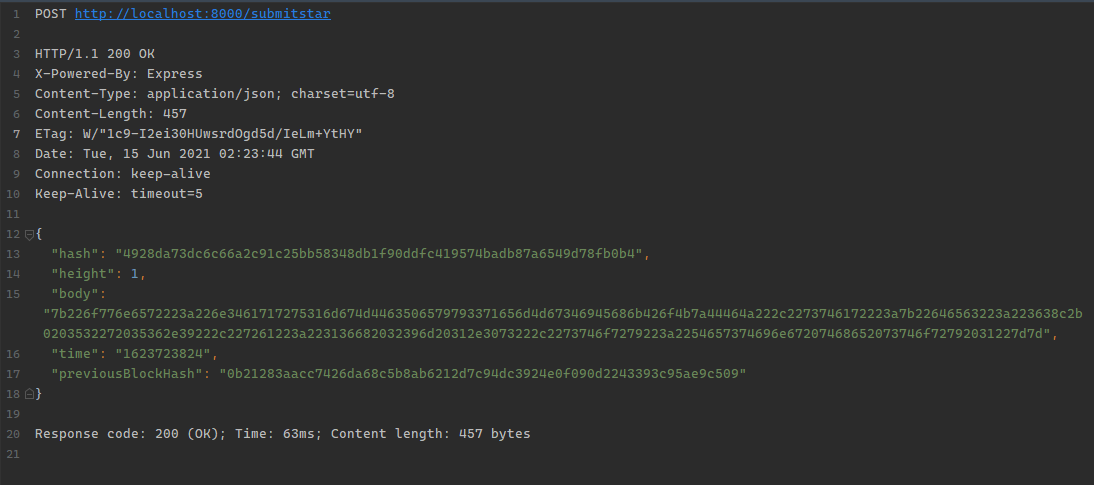 1 POST http://localhost:8000/submitstar
2
3 HTTP/1.1 200 OK
4 X-Powered-By: Express
5 Content-Type: application/json; charset=utf-8
6 Content-Length: 457
7 ETag: W/"1c9-I2ei30HUwsrdOgd5d/IeLm+YtHY"
8 Date: Tue, 15 Jun 2021 02:23:44 GMT
9 Connection: keep-alive
10 Keep-Alive: timeout=5
11
12 {
13 "hash": "4928da73dc6c66a2c91c25bb58348db1f90ddfc419574badb87a6549d78fb0b4",
14 "height": 1,
15 "body":
"7b226f776e6572223a226e3461717275316d674d4463506579793371656d4d67346945686b426f4b7a44464a222c2273746172223a7b22646563223a223638c2b
02035322720353​62e39222c227261223a223136682032396d20312e3073222c2273746f7279223a2254657374696e67207468652073746f72792031227d7d",
16 "time": "1623723824",
17 "previousBlockHash": "0b21283aacc7426da68c5b8ab6212d7c94dc3924e0f090d2243393c95ae9c509"
18 }
19
20 Response code: 200 (OK); Time: 63ms; Content length: 457 bytes
21